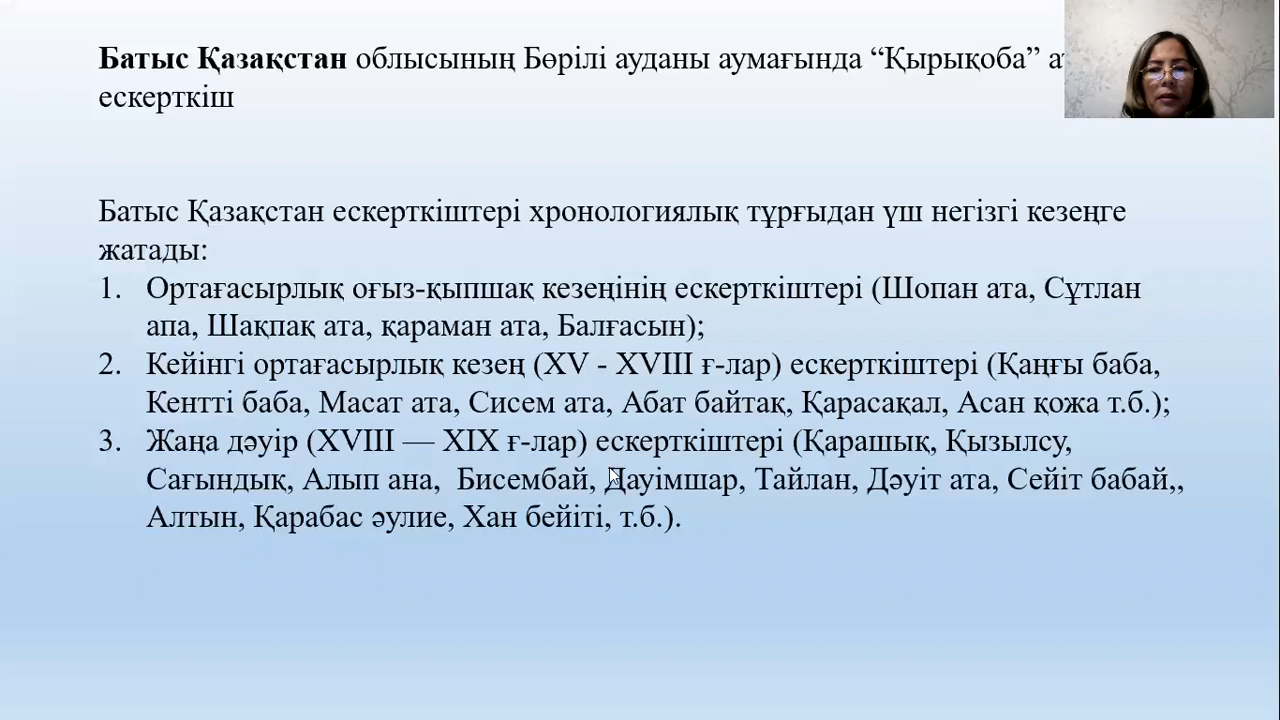 Батыс Қазақстан облысының Бөрілі ауданы аумағында “Қырықоба”
ескерткіш
Батыс Қазақстан ескерткіштері хронологиялық тұрғыдан үш негізгі кезеңге
жатады:
1. Ортағасырлық оғыз-қыпшақ кезеңінің ескерткіштері (Шопан ата, Сұтлан
апа, Шақпақ ата, қараман ата, Балғасын);
2. Кейінгі ортағасырлық кезең (XV - XVIII ғ-лар) ескерткіштері (Қаңғы баба,
Кентті баба, Масат ата, Сисем ата, Абат байтақ, Қарасақал, Асан қожа т.б.);
3. Жаңа дәуір (XVIII — XIX ғ-лар) ескерткіштері (Қарашық, Қызылсу,
Сағындық, Алып ана, Бисембай, Дауімшар, Тайлан, Дәуіт ата, Сейіт бабай,,
Алтын, Қарабас әулие, Хан бейіті, т.б.).